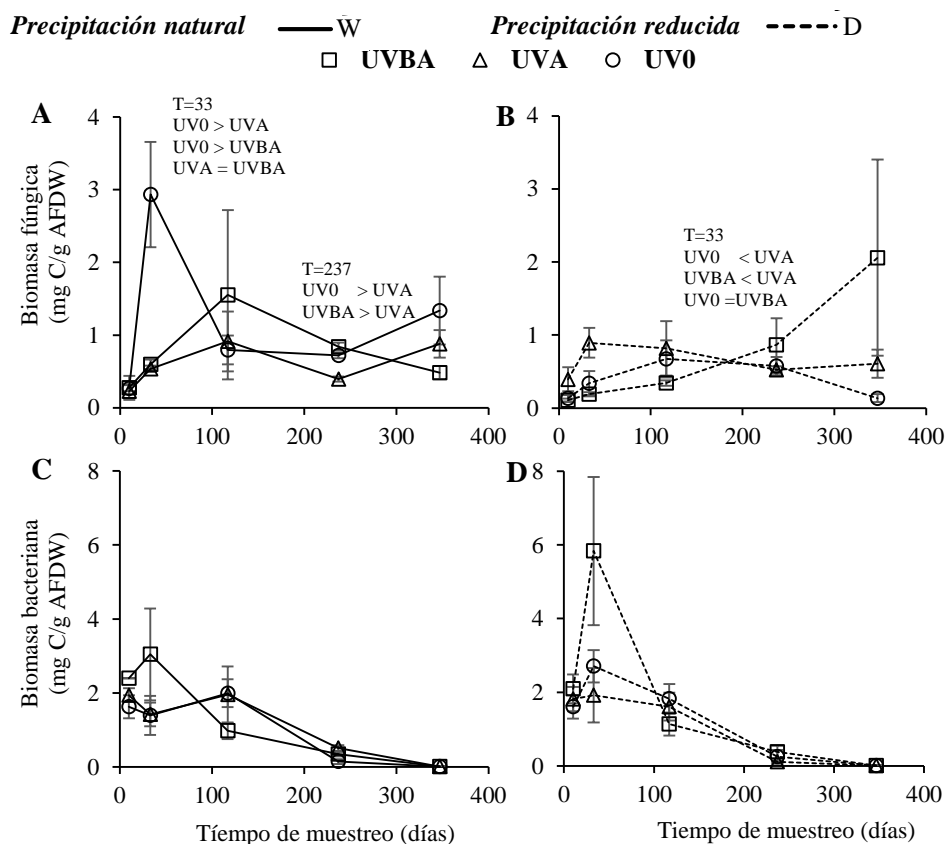 Precipitación natural W Precipitación reducida D
UVBA UVA UV0
A
T=33
UV0 > UVA
UV0 > UVBA
UVA = UVBA
T=237
UV0 > UVA
UVBA > UVA
Biomasa fúngica
(mg C/g AFDW)
4
3
2
1
0
0 100 200 300 400
B
T=33
UV0 < UVA
UVBA < UVA
UV0 =UVBA
4
3
2
1
0
0 100 200 300 400
C
Biomasa bacteriana
(mg C/g AFDW)
8
6
4
2
0
0 100 200 300 400
Tíempo de muestreo (días)
D
8
6
4
2
0
0 100 200 300 400
Tiempo de muestreo (días)